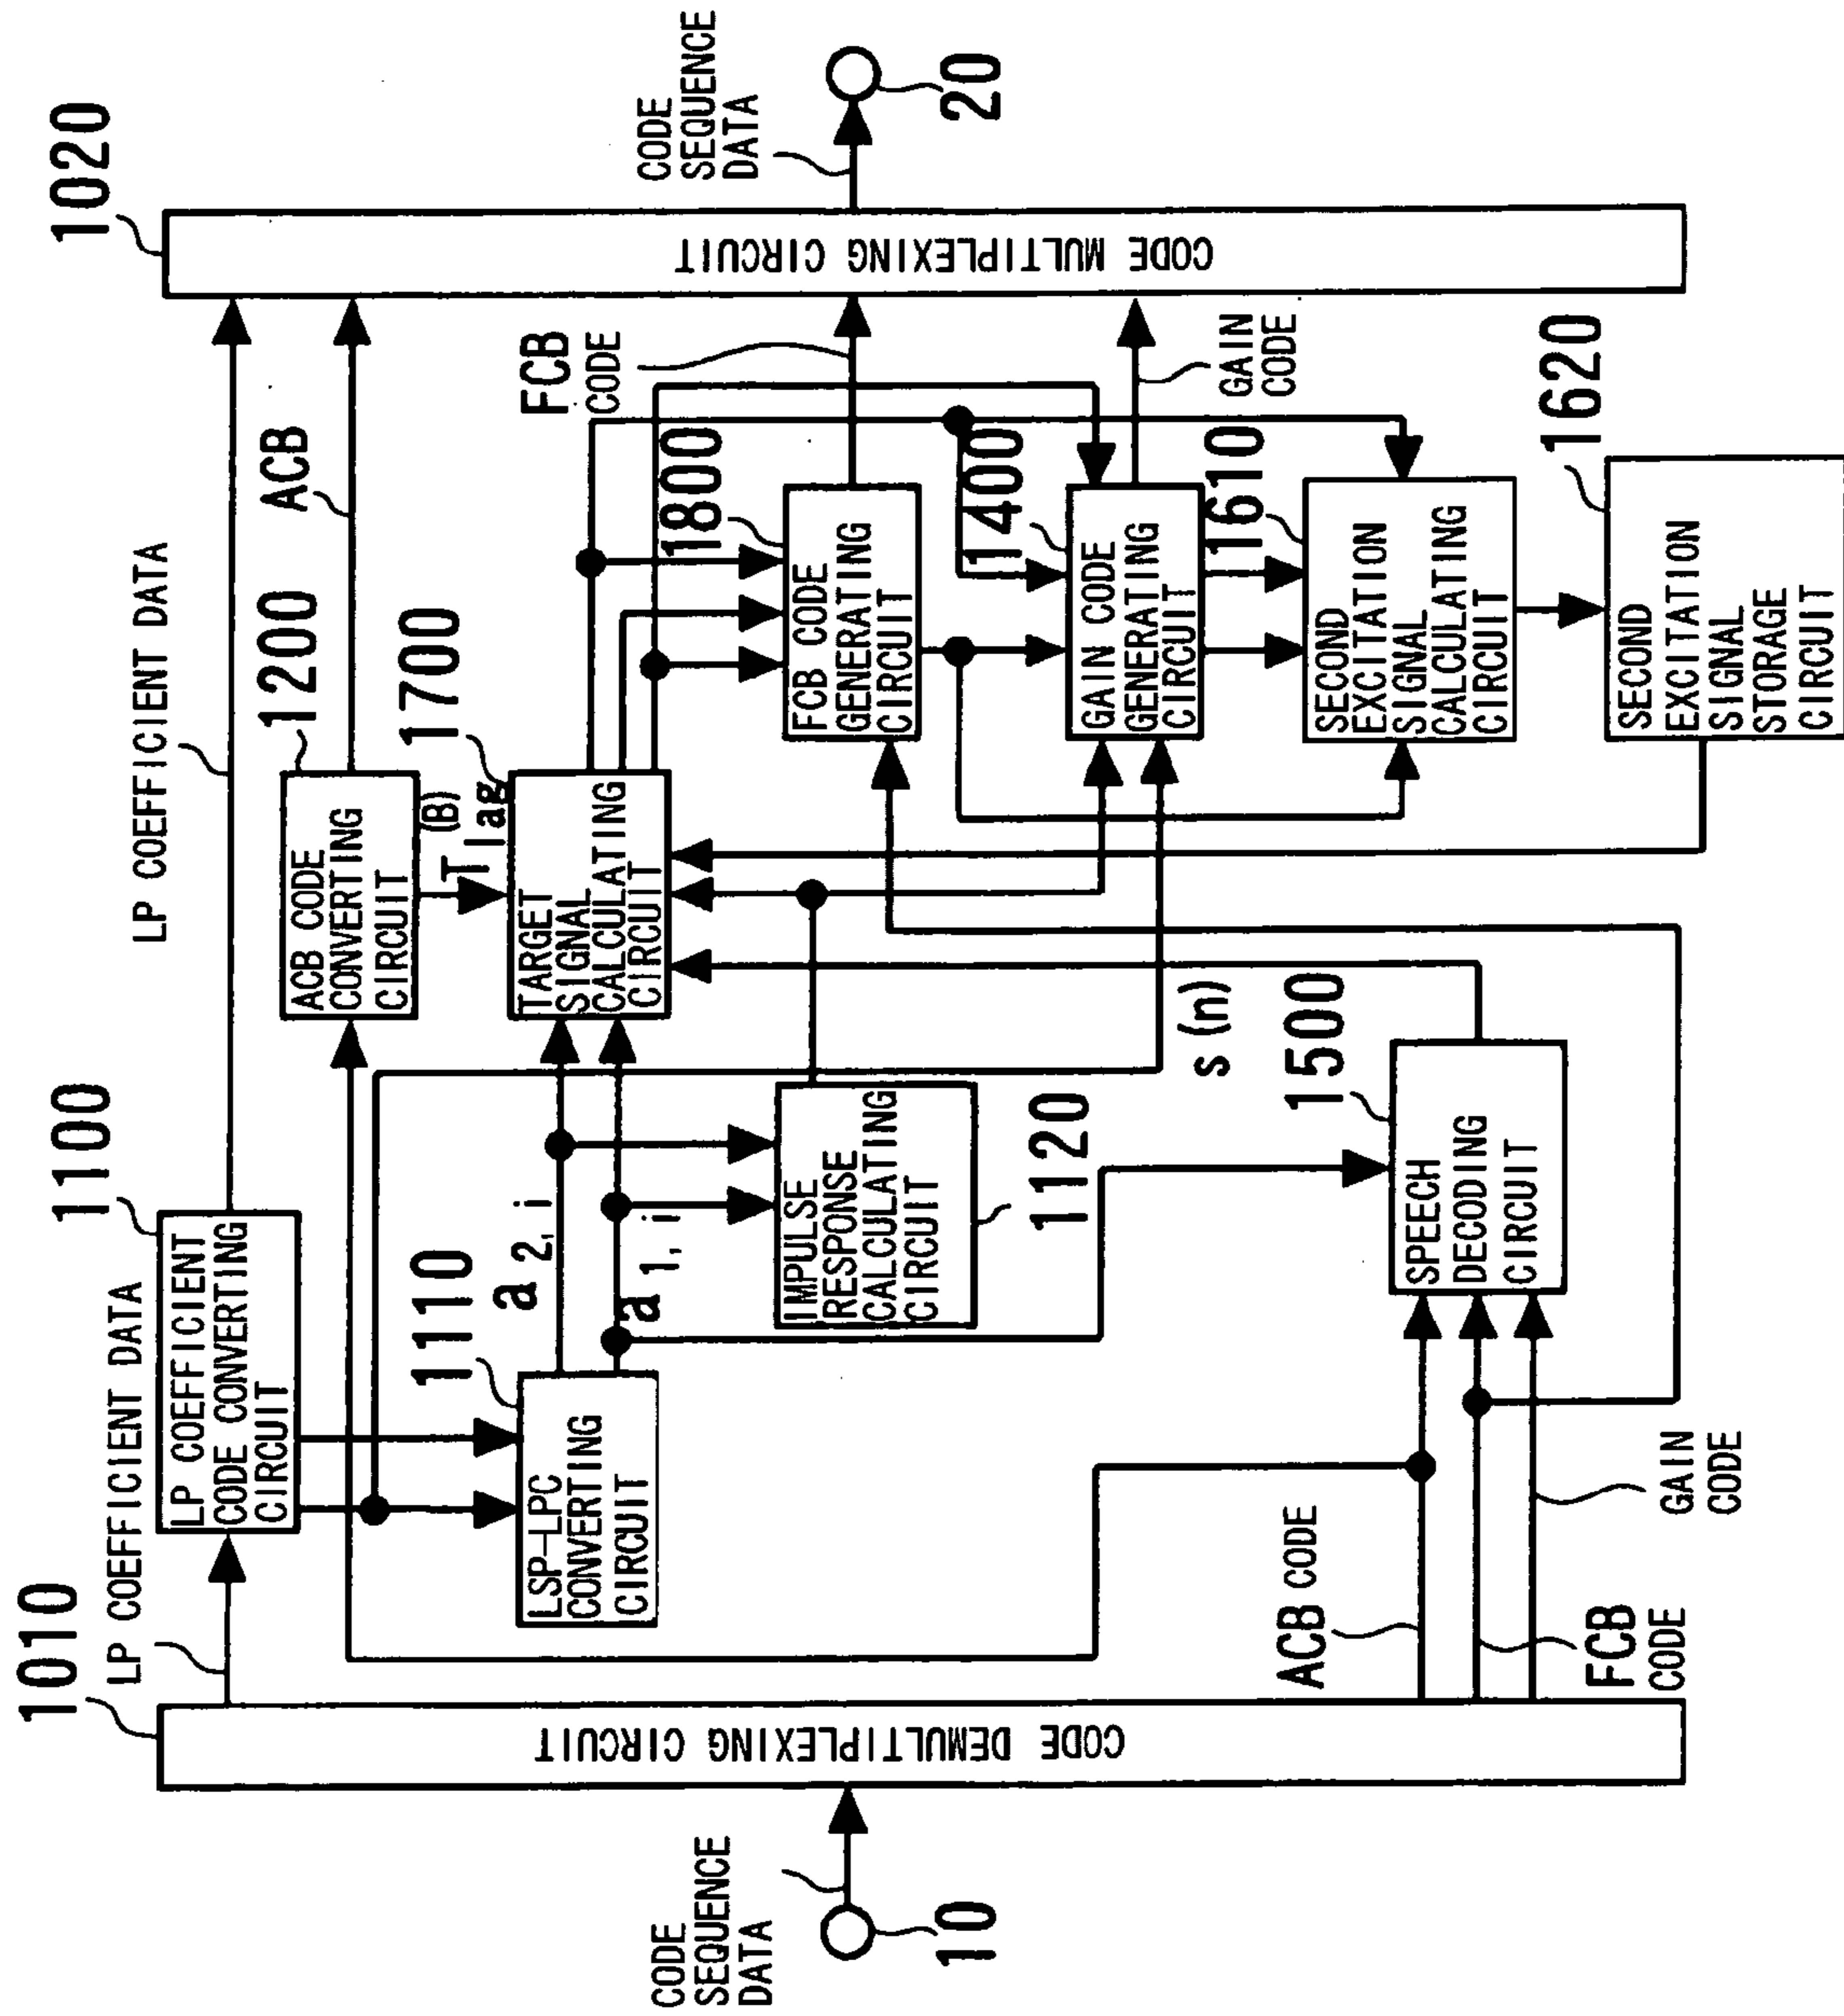 1010
1100
1020
LP COEFFICIENT DATA
LP COEFFICIENT DATA
LP COEFFICIENT
CODE CONVERTING
CIRCUIT
1200
ACB
ACB CODE
CONVERTING
CIRCUIT
T lag (B)
1700
TARGET
SIGNAL
CALCULATING
CIRCUIT
1110
LSP-LPC
CONVERTING
CIRCUIT
a 2, i
a 1, i
FCB
CODE
CODE
SEQUENCE
DATA
20
1800
FCB CODE
GENERATING
CIRCUIT
IMPULSE
RESPONSE
CALCULATING
CIRCUIT
1120
CODE
SEQUENCE
DATA
10
CODE DEMULTIPLEXING CIRCUIT
CODE MULTIPLEXING CIRCUIT
1400
GAIN CODE
GENERATING
CIRCUIT
GAIN
CODE
s (n)
1610
SECOND
EXCITATION
SIGNAL
CALCULATING
CIRCUIT
1500
SPEECH
DECODING
CIRCUIT
ACB CODE
FCB
CODE
GAIN
CODE
1620
SECOND
EXCITATION
SIGNAL
STORAGE
CIRCUIT